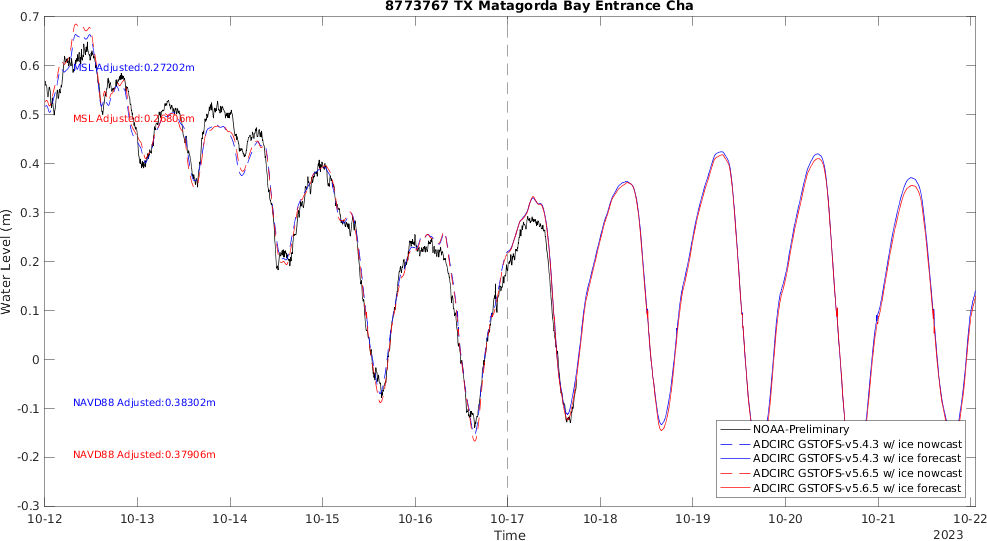 8773767 TX Matagorda Bay Entrance Cha
0.7
0.6
0.5
0.4
0.3
0.2
0.1
0
-0.1
-0.2
-0.3
Water Level (m)
MSL Adjusted:0.27202m
MSL Adjusted:0.26806m
NAVD88 Adjusted:0.38302m
NAVD88 Adjusted:0.37906m
NOAA-Preliminary
ADCIRC GSTOFS-v5.4.3 w/ ice nowcast
ADCIRC GSTOFS-v5.4.3 w/ ice forecast
ADCIRC GSTOFS-v5.6.5 w/ ice nowcast
ADCIRC GSTOFS-v5.6.5 w/ ice forecast
10-12 10-13 10-14 10-15 10-16 10-17 10-18 10-19 10-20 10-21 10-22
Time
2023